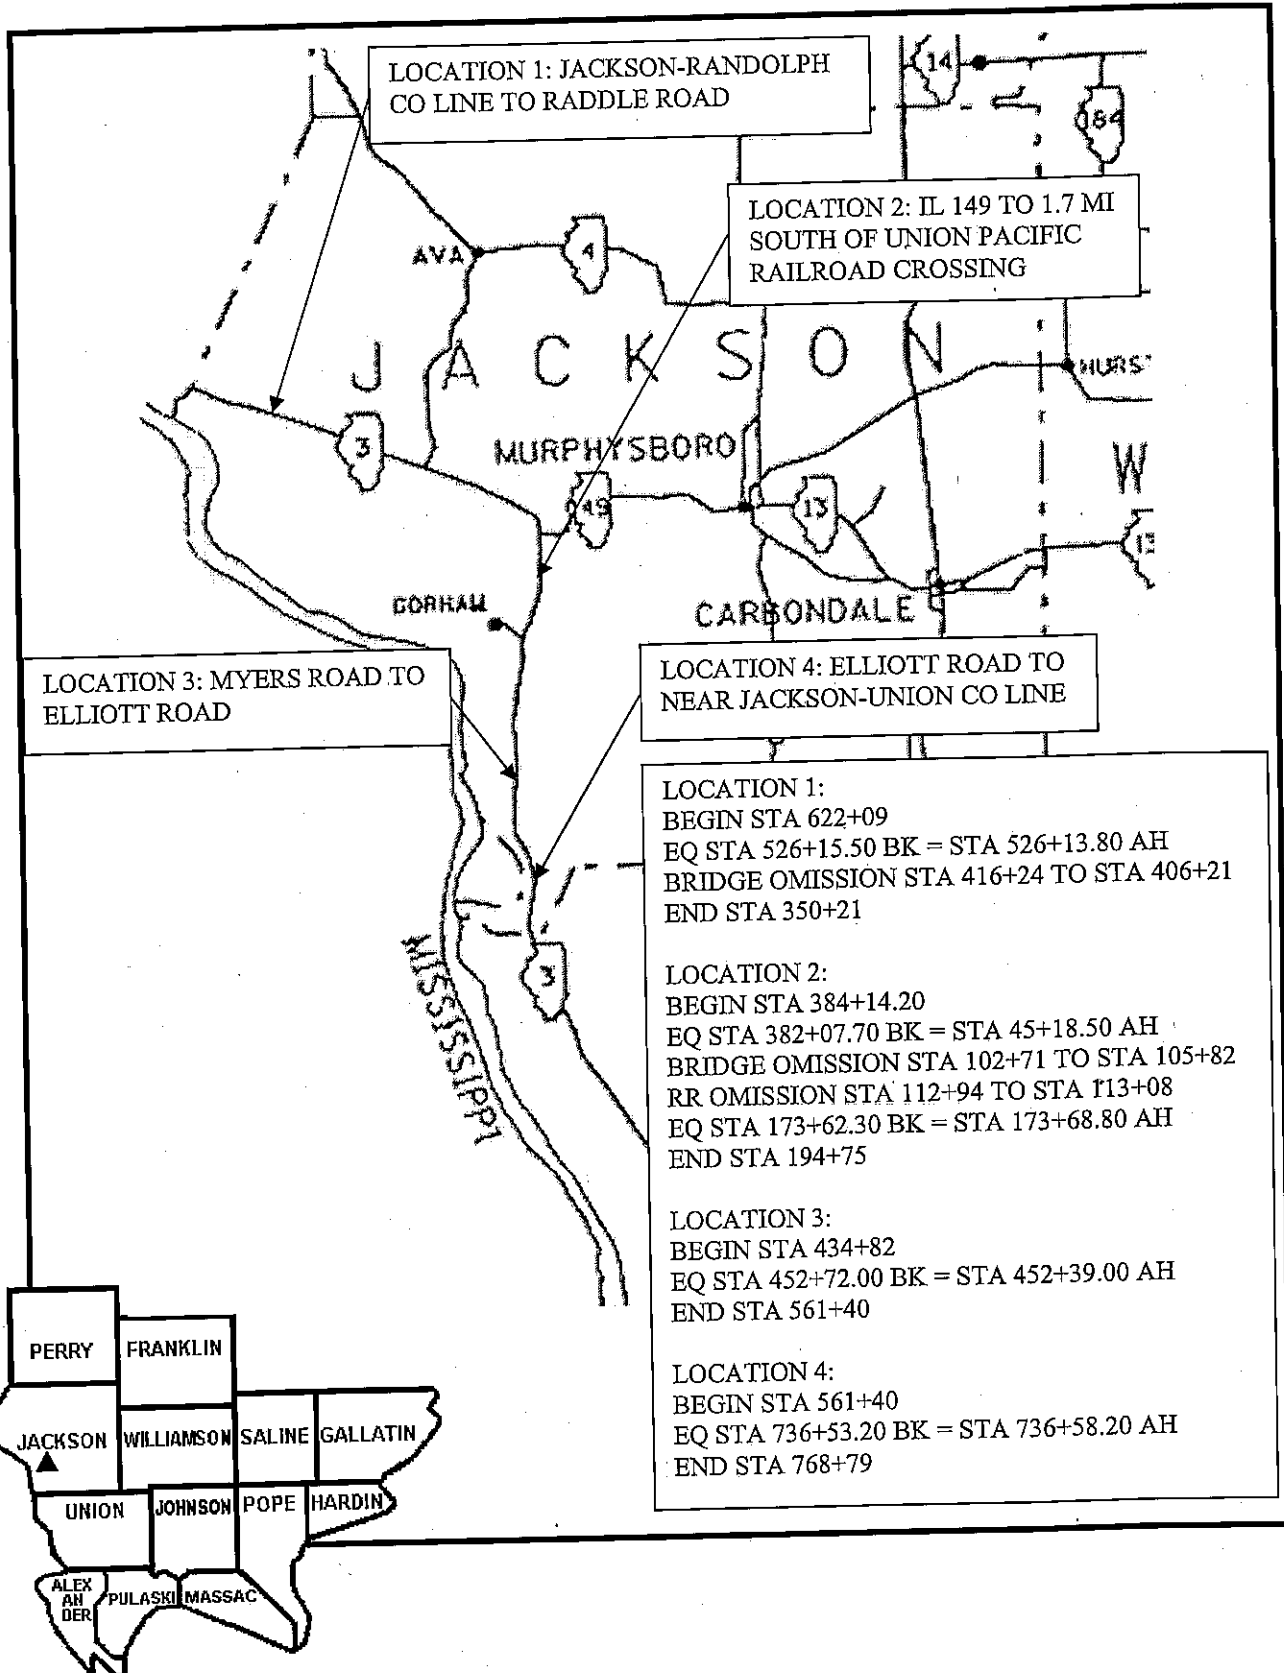 LOCATION 1: JACKSON-RANDOLPH
CO LINE TO RADDLE ROAD
14
184
LOCATION 2: IL 149 TO 1.7 MI
SOUTH OF UNION PACIFIC
RAILROAD CROSSING
AVA
4
JACKSON
HURST
3
MURPHYSBORO
149
13
W
13
GORHAM
CARBONDALE
LOCATION 3: MYERS ROAD TO
ELLIOTT ROAD
LOCATION 4: ELLIOTT ROAD TO
NEAR JACKSON-UNION CO LINE
LOCATION 1:
BEGIN STA 622+09
EQ STA 526+15.50 BK = STA 526+13.80 AH
BRIDGE OMISSION STA 416+24 TO STA 406+21
END STA 350+21
LOCATION 2:
BEGIN STA 384+14.20
EQ STA 382+07.70 BK = STA 45+18.50 AH
BRIDGE OMISSION STA 102+71 TO STA 105+82
RR OMISSION STA 112+94 TO STA 113+08
EQ STA 173+62.30 BK = STA 173+68.80 AH
END STA 194+75
LOCATION 3:
BEGIN STA 434+82
EQ STA 452+72.00 BK = STA 452+39.00 AH
END STA 561+40
LOCATION 4:
BEGIN STA 561+40
EQ STA 736+53.20 BK = STA 736+58.20 AH
END STA 768+79
MISSISSIPPI
3
PERRY
FRANKLIN
JACKSON
WILLIAMSON
SALINE
GALLATIN
UNION
JOHNSON
POPE
HARDIN
ALEX
AN
DER
PULASKI
MASSAC